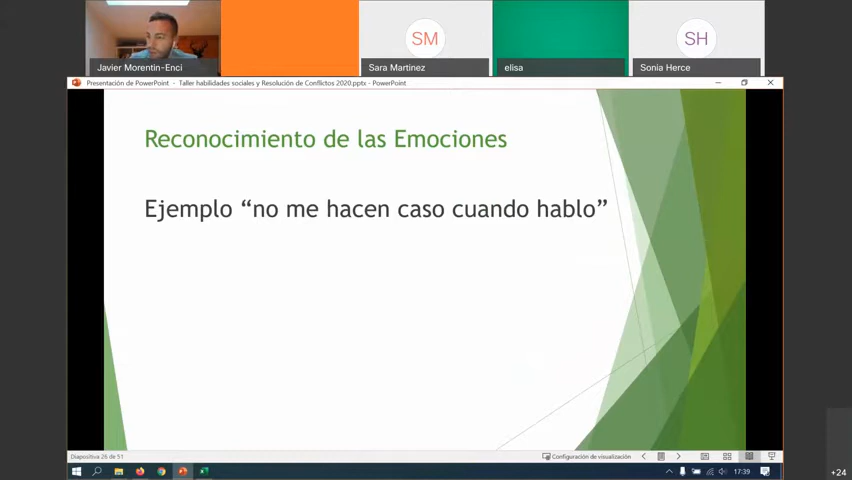 SM
SH
Javier Morentin-Enci
Sara Martinez
elisa
Sonia Herce
Presentación de PowerPoint - Taller habilidades sociales y Resolución de Conflictos 2020.pptx - PowerPoint
Reconocimiento de las Emociones
Ejemplo “no me hacen caso cuando hablo”
Diapositiva 26 de 51
Configuración de visualización
17:39
+24